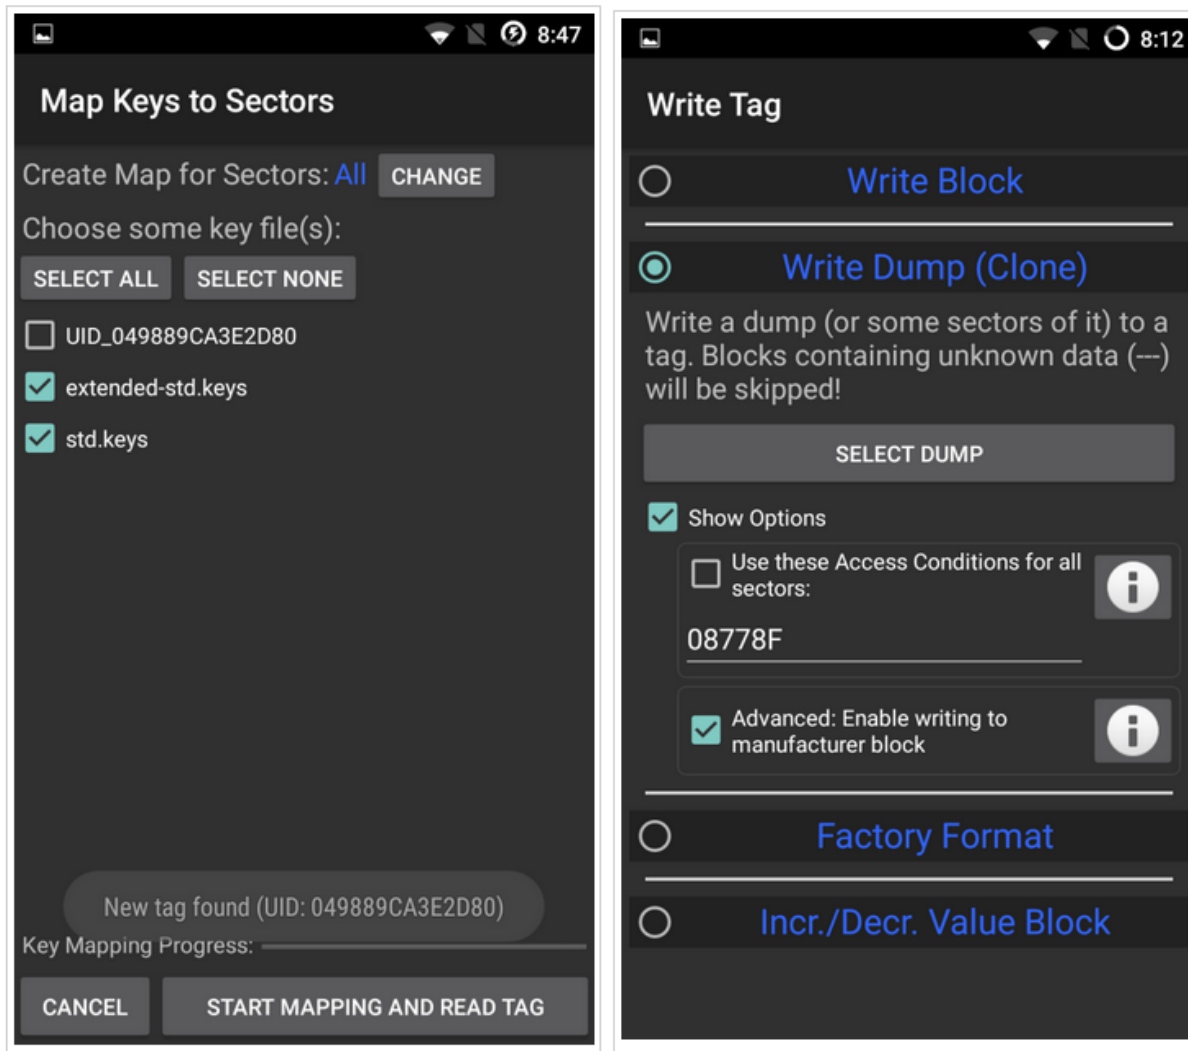 8:47
Map Keys to Sectors
Create Map for Sectors: All CHANGE
Choose some key file(s):
SELECT ALL SELECT NONE
UID_049889CA3E2D80
extended-std.keys
std.keys
New tag found (UID: 049889CA3E2D80)
Key Mapping Progress:
CANCEL START MAPPING AND READ TAG
8:12
Write Tag
Write Block
Write Dump (Clone)
Write a dump (or some sectors of it) to a
tag. Blocks containing unknown data (---)
will be skipped!
SELECT DUMP
Show Options
Use these Access Conditions for all
sectors:
08778F
Advanced: Enable writing to
manufacturer block
Factory Format
Incr./Decr. Value Block